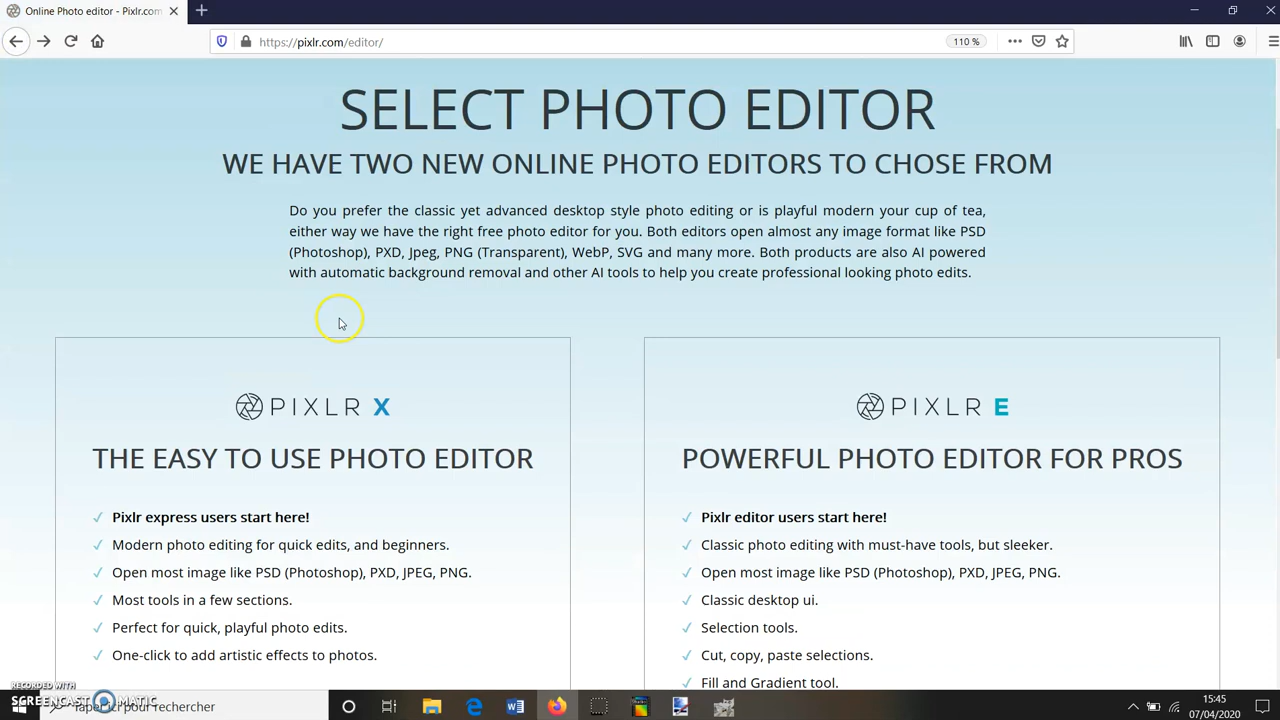 Online Photo editor - Pixlr.com
https://pixlr.com/editor/
110 %
SELECT PHOTO EDITOR
WE HAVE TWO NEW ONLINE PHOTO EDITORS TO CHOSE FROM
Do you prefer the classic yet advanced desktop style photo editing or is playful modern your cup of tea,
either way we have the right free photo editor for you. Both editors open almost any image format like PSD
(Photoshop), PXD, Jpeg, PNG (Transparent), WebP, SVG and many more. Both products are also AI powered
with automatic background removal and other AI tools to help you create professional looking photo edits.
PIXLR X
THE EASY TO USE PHOTO EDITOR
Pixlr express users start here!
Modern photo editing for quick edits, and beginners.
Open most image like PSD (Photoshop), PXD, JPEG, PNG.
Most tools in a few sections.
Perfect for quick, playful photo edits.
One-click to add artistic effects to photos.
PIXLR E
POWERFUL PHOTO EDITOR FOR PROS
Pixlr editor users start here!
Classic photo editing with must-have tools, but sleeker.
Open most image like PSD (Photoshop), PXD, JPEG, PNG.
Classic desktop ui.
Selection tools.
Cut, copy, paste selections.
Fill and Gradient tool.
RECORDED WITH
SCREENCAST MATIC
Taper ici pour rechercher
15:45
07/04/2020